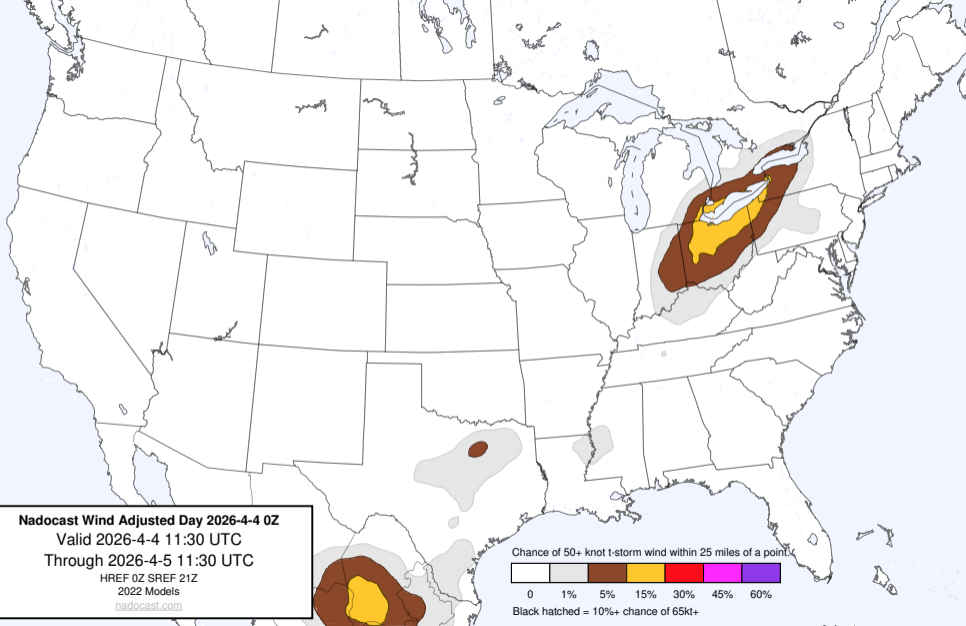 Nadocast Wind Adjusted Day 2026-4-4 0Z
Valid 2026-4-4 11:30 UTC
Through 2026-4-5 11:30 UTC
HREF 0Z SREF 21Z
2022 Models
nadocast.com
Chance of 50+ knot t-storm wind within 25 miles of a point.
0 1% 5% 15% 30% 45% 60%
Black hatched = 10%+ chance of 65kt+